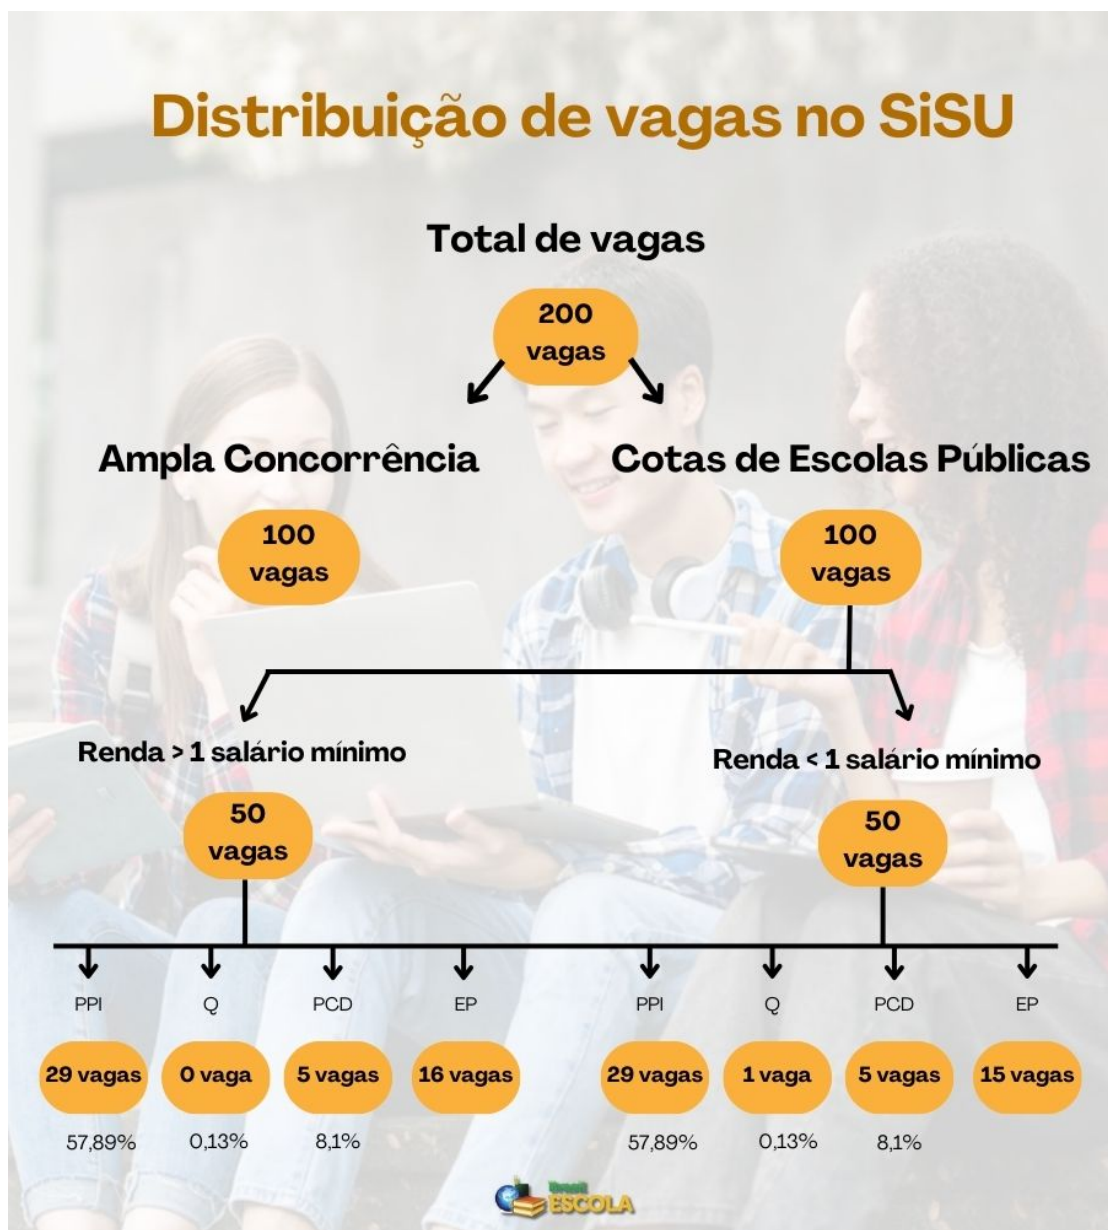 Distribuição de vagas no SiSU
Total de vagas
200
vagas
Ampla Concorrência
Cotas de Escolas Públicas
100
vagas
100
vagas
Renda > 1 salário mínimo
Renda < 1 salário mínimo
50
vagas
50
vagas
PPI
Q
PCD
EP
PPI
Q
PCD
EP
29 vagas
0 vaga
5 vagas
16 vagas
29 vagas
1 vaga
5 vagas
15 vagas
57,89%
0,13%
8,1%
57,89%
0,13%
8,1%
Brasil
ESCOLA